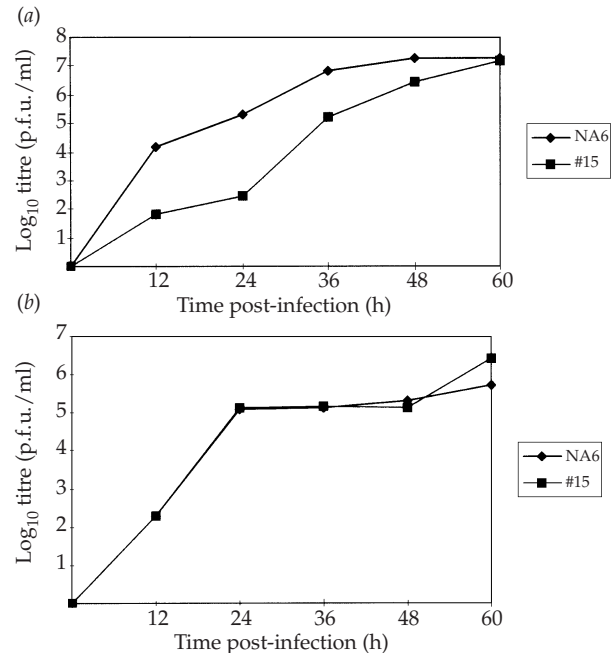 (a)
8
7
6
5
4
3
2
1
Log10 titre (p.f.u./ml)
12 24 36 48 60
Time post-infection (h)
NA6
#15
(b)
7
6
5
4
3
2
1
Log10 titre (p.f.u./ml)
12 24 36 48 60
Time post-infection (h)
NA6
#15